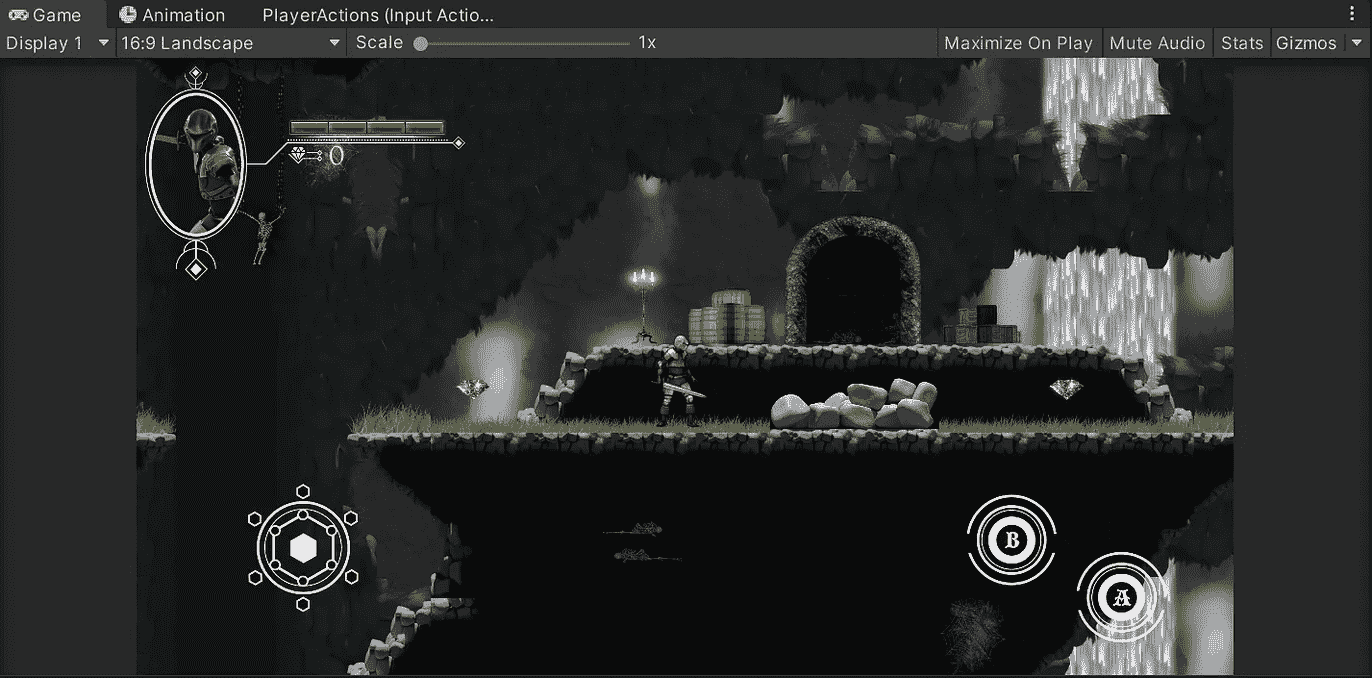 Game Animation PlayerActions (Input Actio...
Display 1 16:9 Landscape Scale 1x Maximize On Play Mute Audio Stats Gizmos
0
B
A